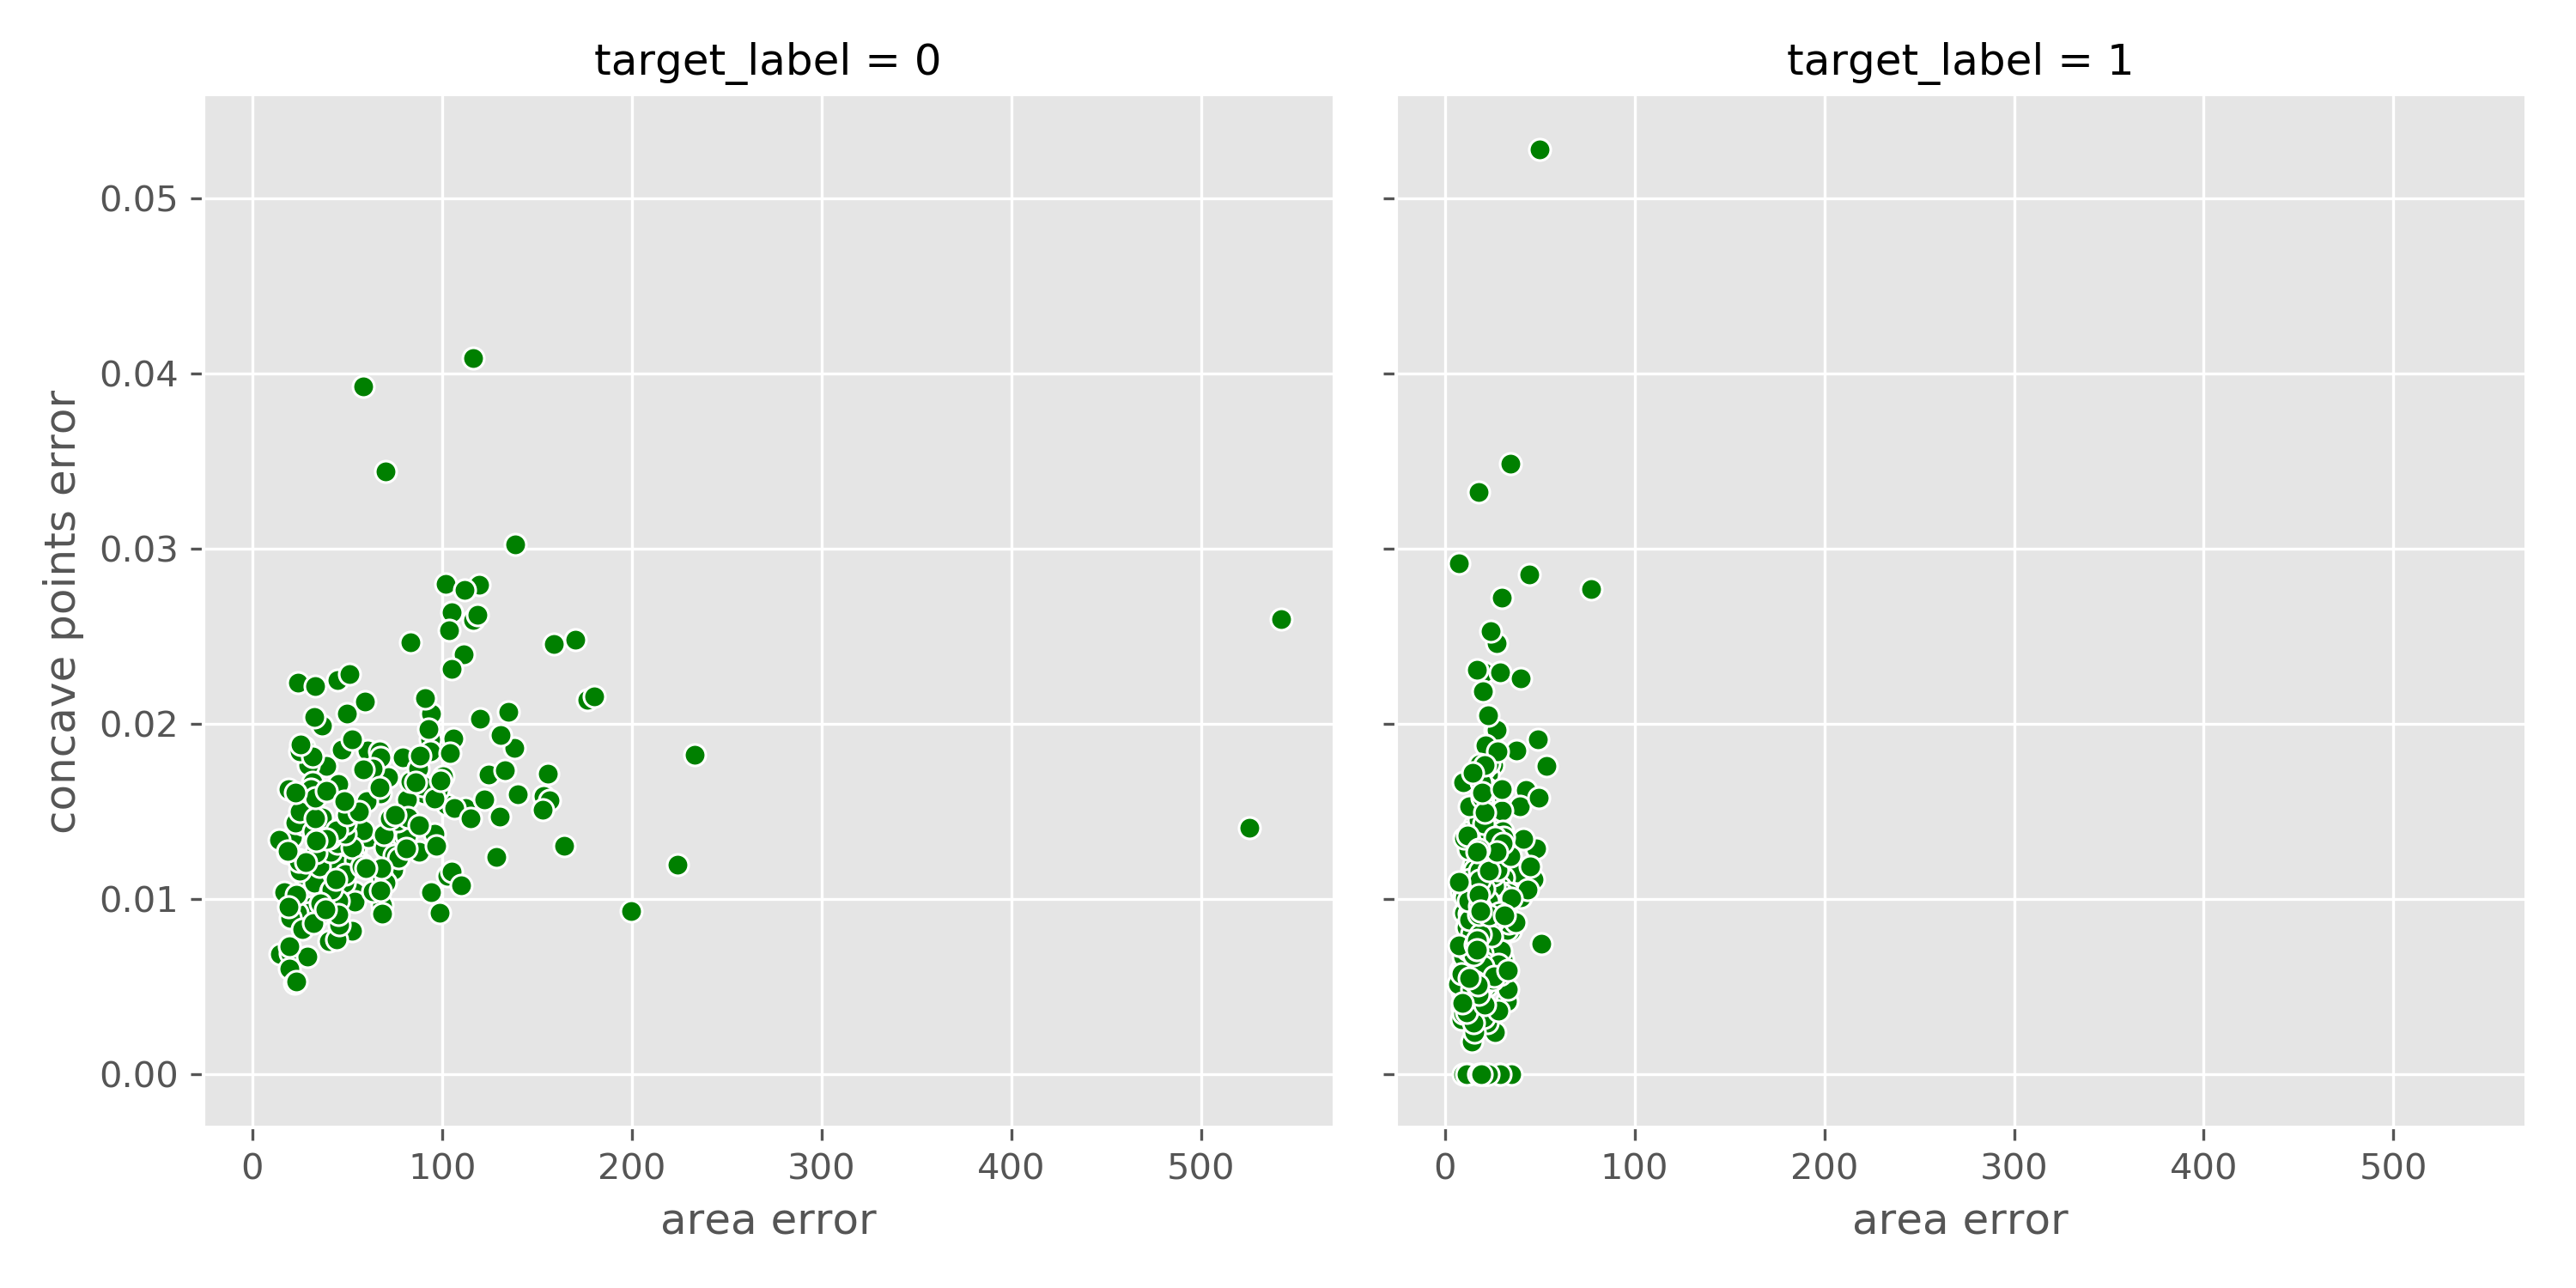 target_label = 0
target_label = 1
concave points error
0.05
0.04
0.03
0.02
0.01
0.00
0 100 200 300 400 500
0 100 200 300 400 500
area error
area error